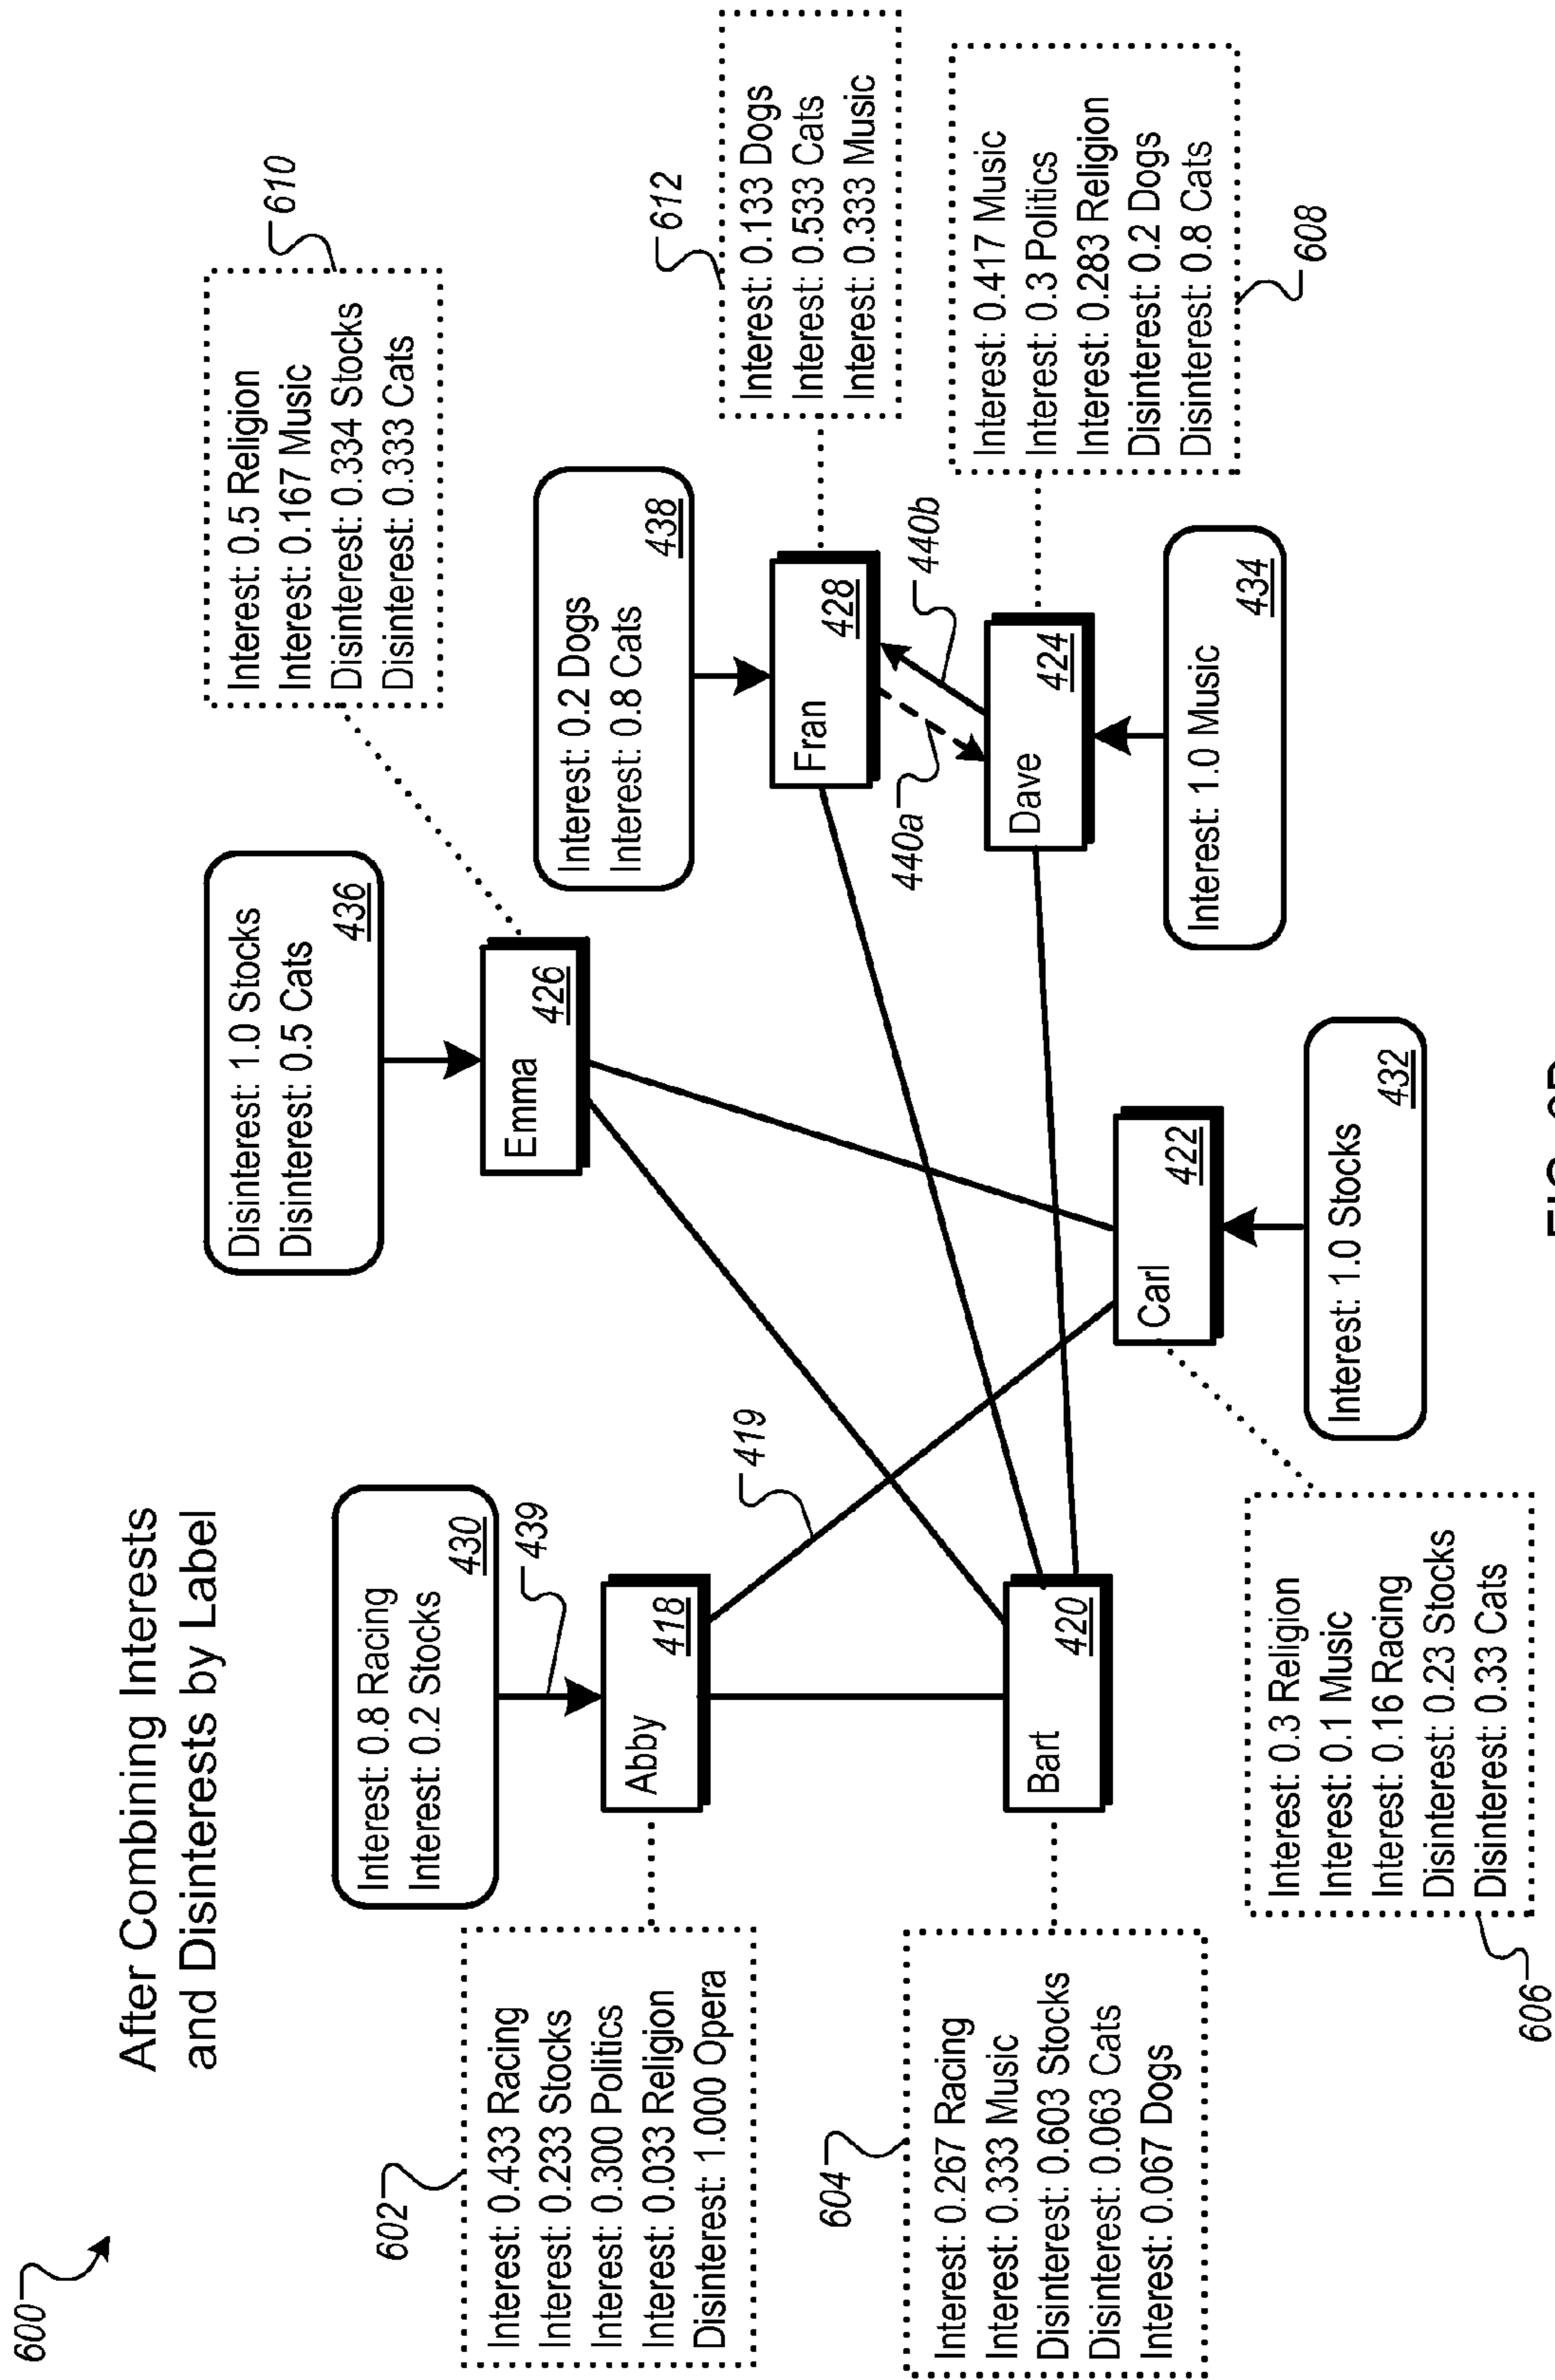 600
After Combining Interests
and Disinterests by Label
602
Interest: 0.433 Racing
Interest: 0.233 Stocks
Interest: 0.300 Politics
Interest: 0.033 Religion
Disinterest: 1.000 Opera
Interest: 0.8 Racing
Interest: 0.2 Stocks
430
439
Abby
418
419
Disinterest: 1.0 Stocks
Disinterest: 0.5 Cats
436
Emma
426
Interest: 0.5 Religion
Interest: 0.167 Music
Disinterest: 0.334 Stocks
Disinterest: 0.333 Cats
610
Interest: 0.2 Dogs
Interest: 0.8 Cats
438
Fran
428
612
Interest: 0.133 Dogs
Interest: 0.533 Cats
Interest: 0.333 Music
440a
440b
604
Interest: 0.267 Racing
Interest: 0.333 Music
Disinterest: 0.603 Stocks
Disinterest: 0.063 Cats
Interest: 0.067 Dogs
Bart
420
Dave
424
Interest: 0.417 Music
Interest: 0.3 Politics
Interest: 0.283 Religion
Disinterest: 0.2 Dogs
Disinterest: 0.8 Cats
608
Interest: 1.0 Music
434
Carl
422
Interest: 1.0 Stocks
432
Interest: 0.3 Religion
Interest: 0.1 Music
Interest: 0.16 Racing
Disinterest: 0.23 Stocks
Disinterest: 0.33 Cats
606